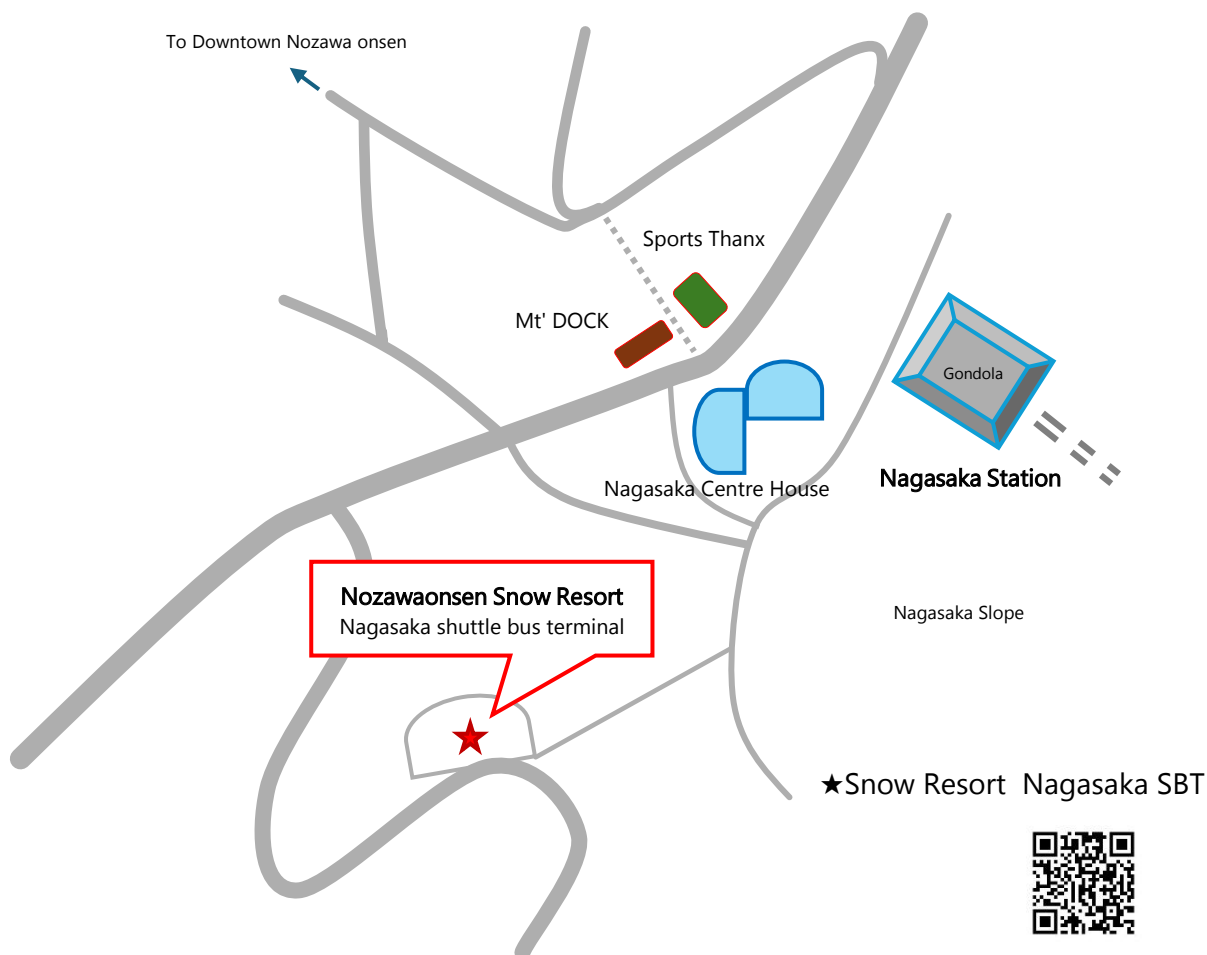 To Downtown Nozawa onsen
Sports Thanx
Mt' DOCK
Gondola
Nagasaka Station
Nagasaka Centre House
Nozawaonsen Snow Resort
Nagasaka shuttle bus terminal
Nagasaka Slope
★Snow Resort Nagasaka SBT